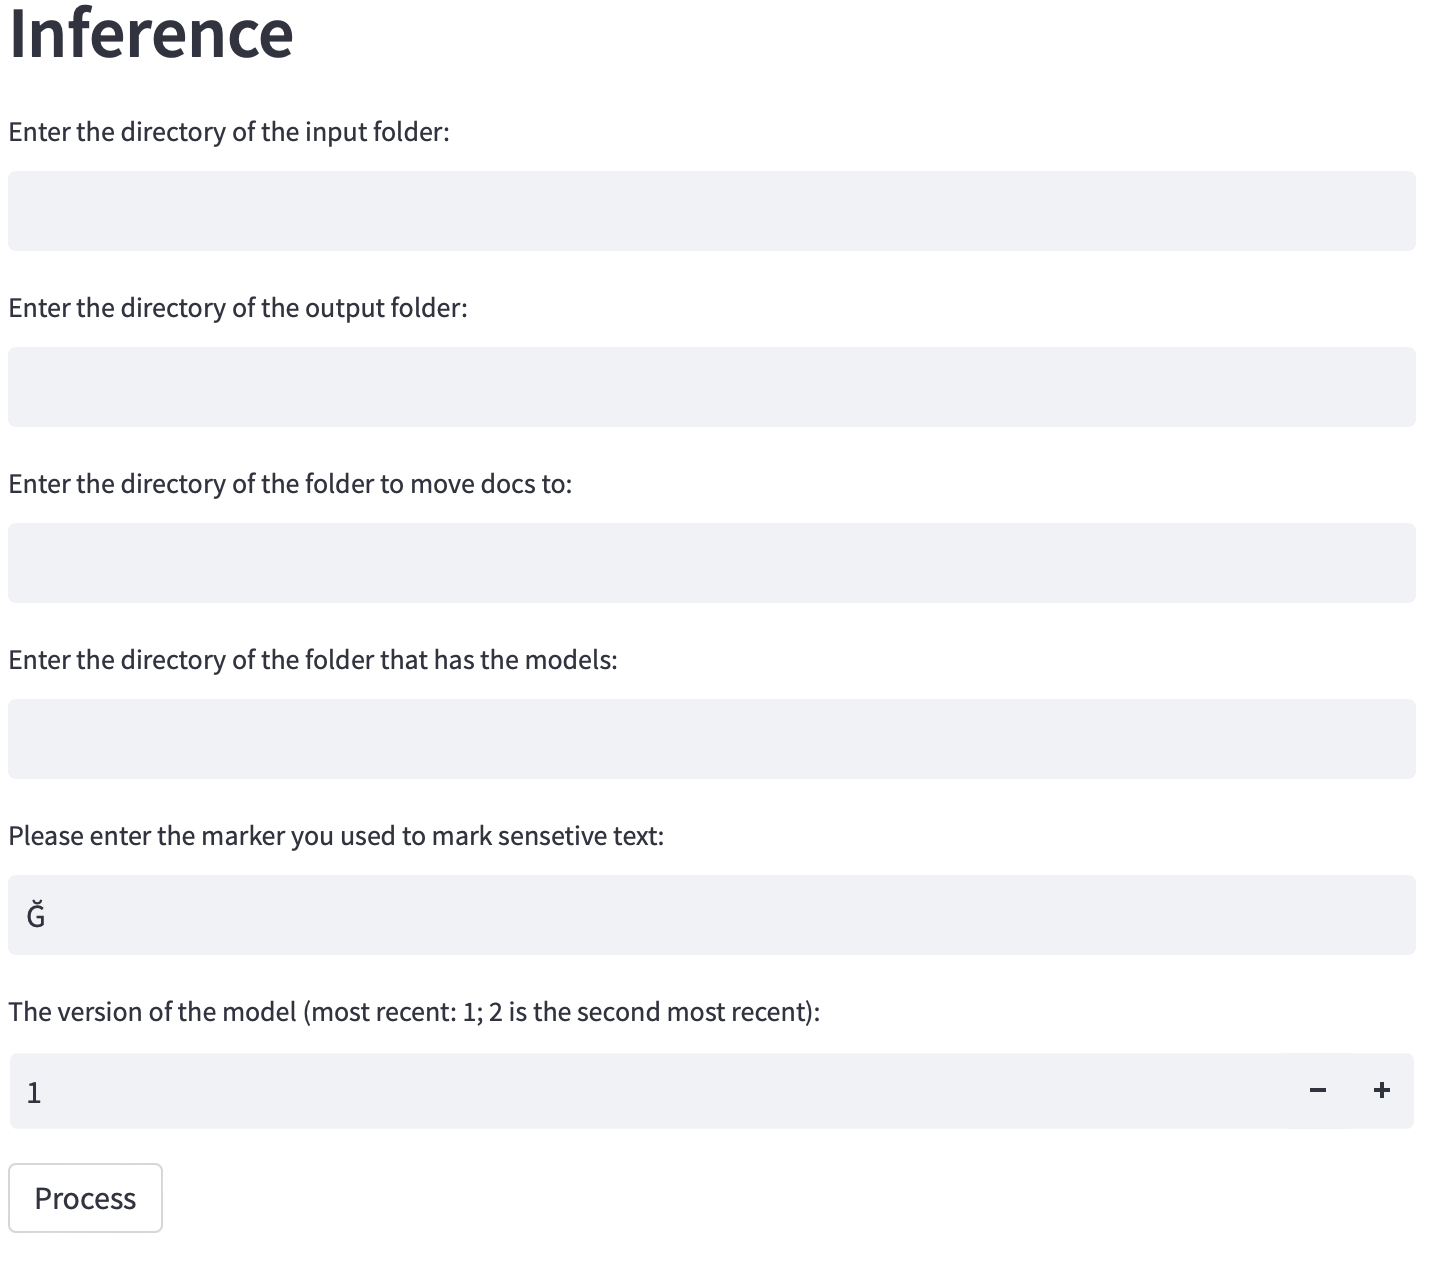 Inference
Enter the directory of the input folder:
Enter the directory of the output folder:
Enter the directory of the folder to move docs to:
Enter the directory of the folder that has the models:
Please enter the marker you used to mark sensetive text:
Ğ
The version of the model (most recent: 1; 2 is the second most recent):
1 − +
Process